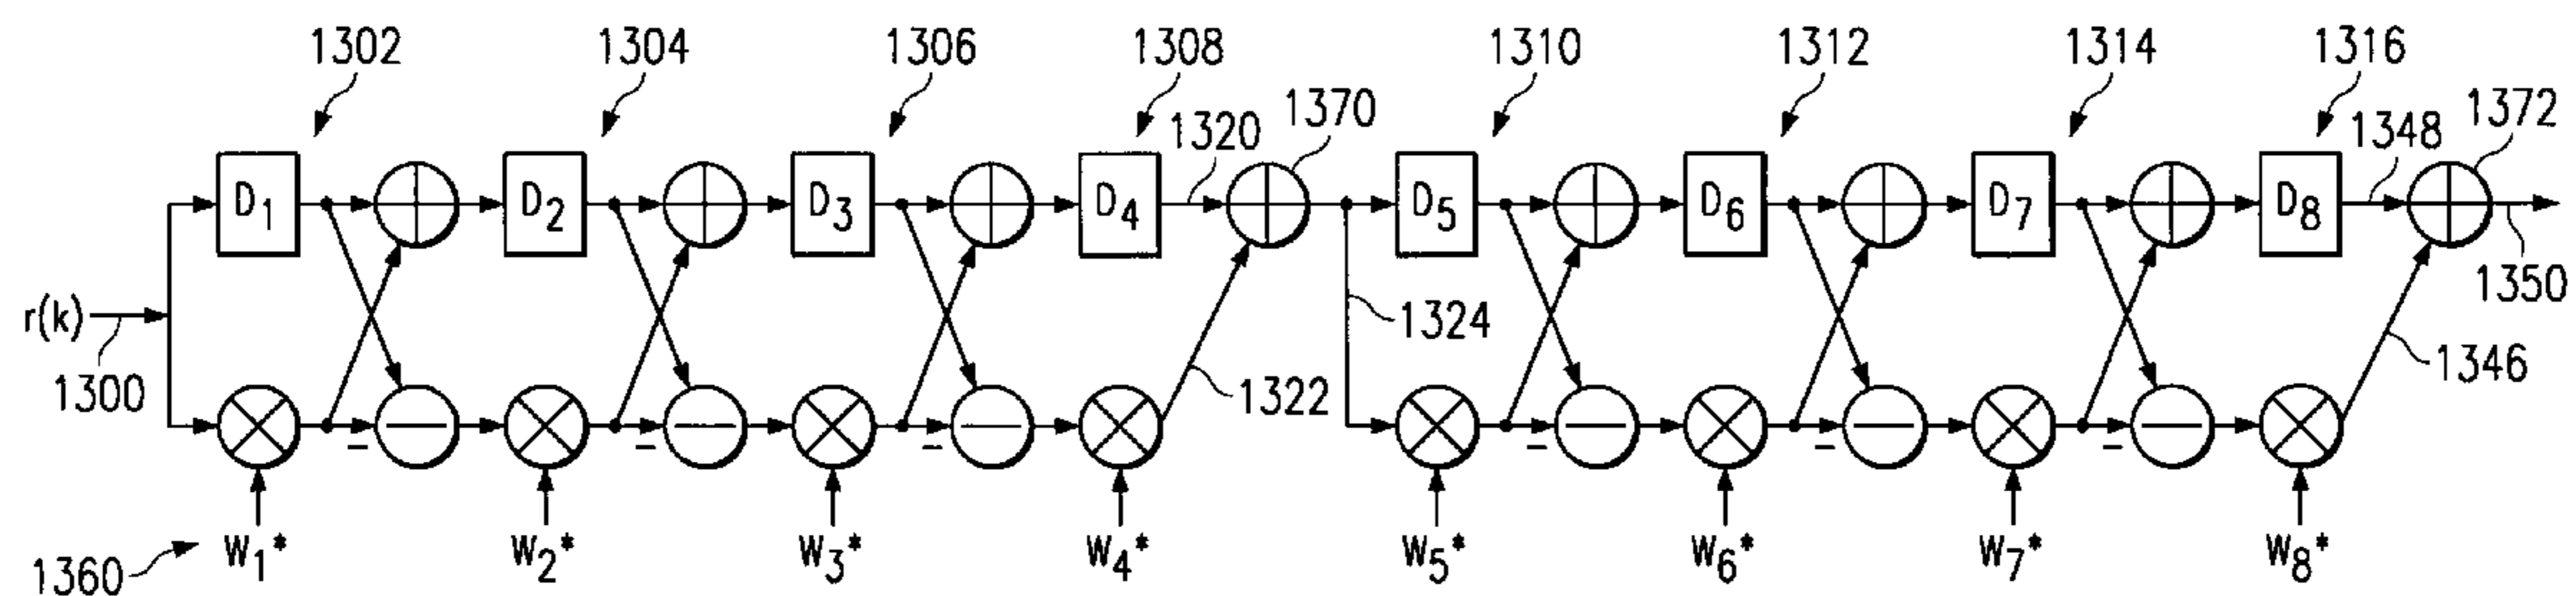 1302 1304 1306 1308 1310 1312 1314 1316
1320 1370 1348 1372
D1 D2 D3 D4 D5 D6 D7 D8
r(k) 1300 1322 1324 1346 1350
- - - - - -
W1* W2* W3* W4* W5* W6* W7* W8*
1360